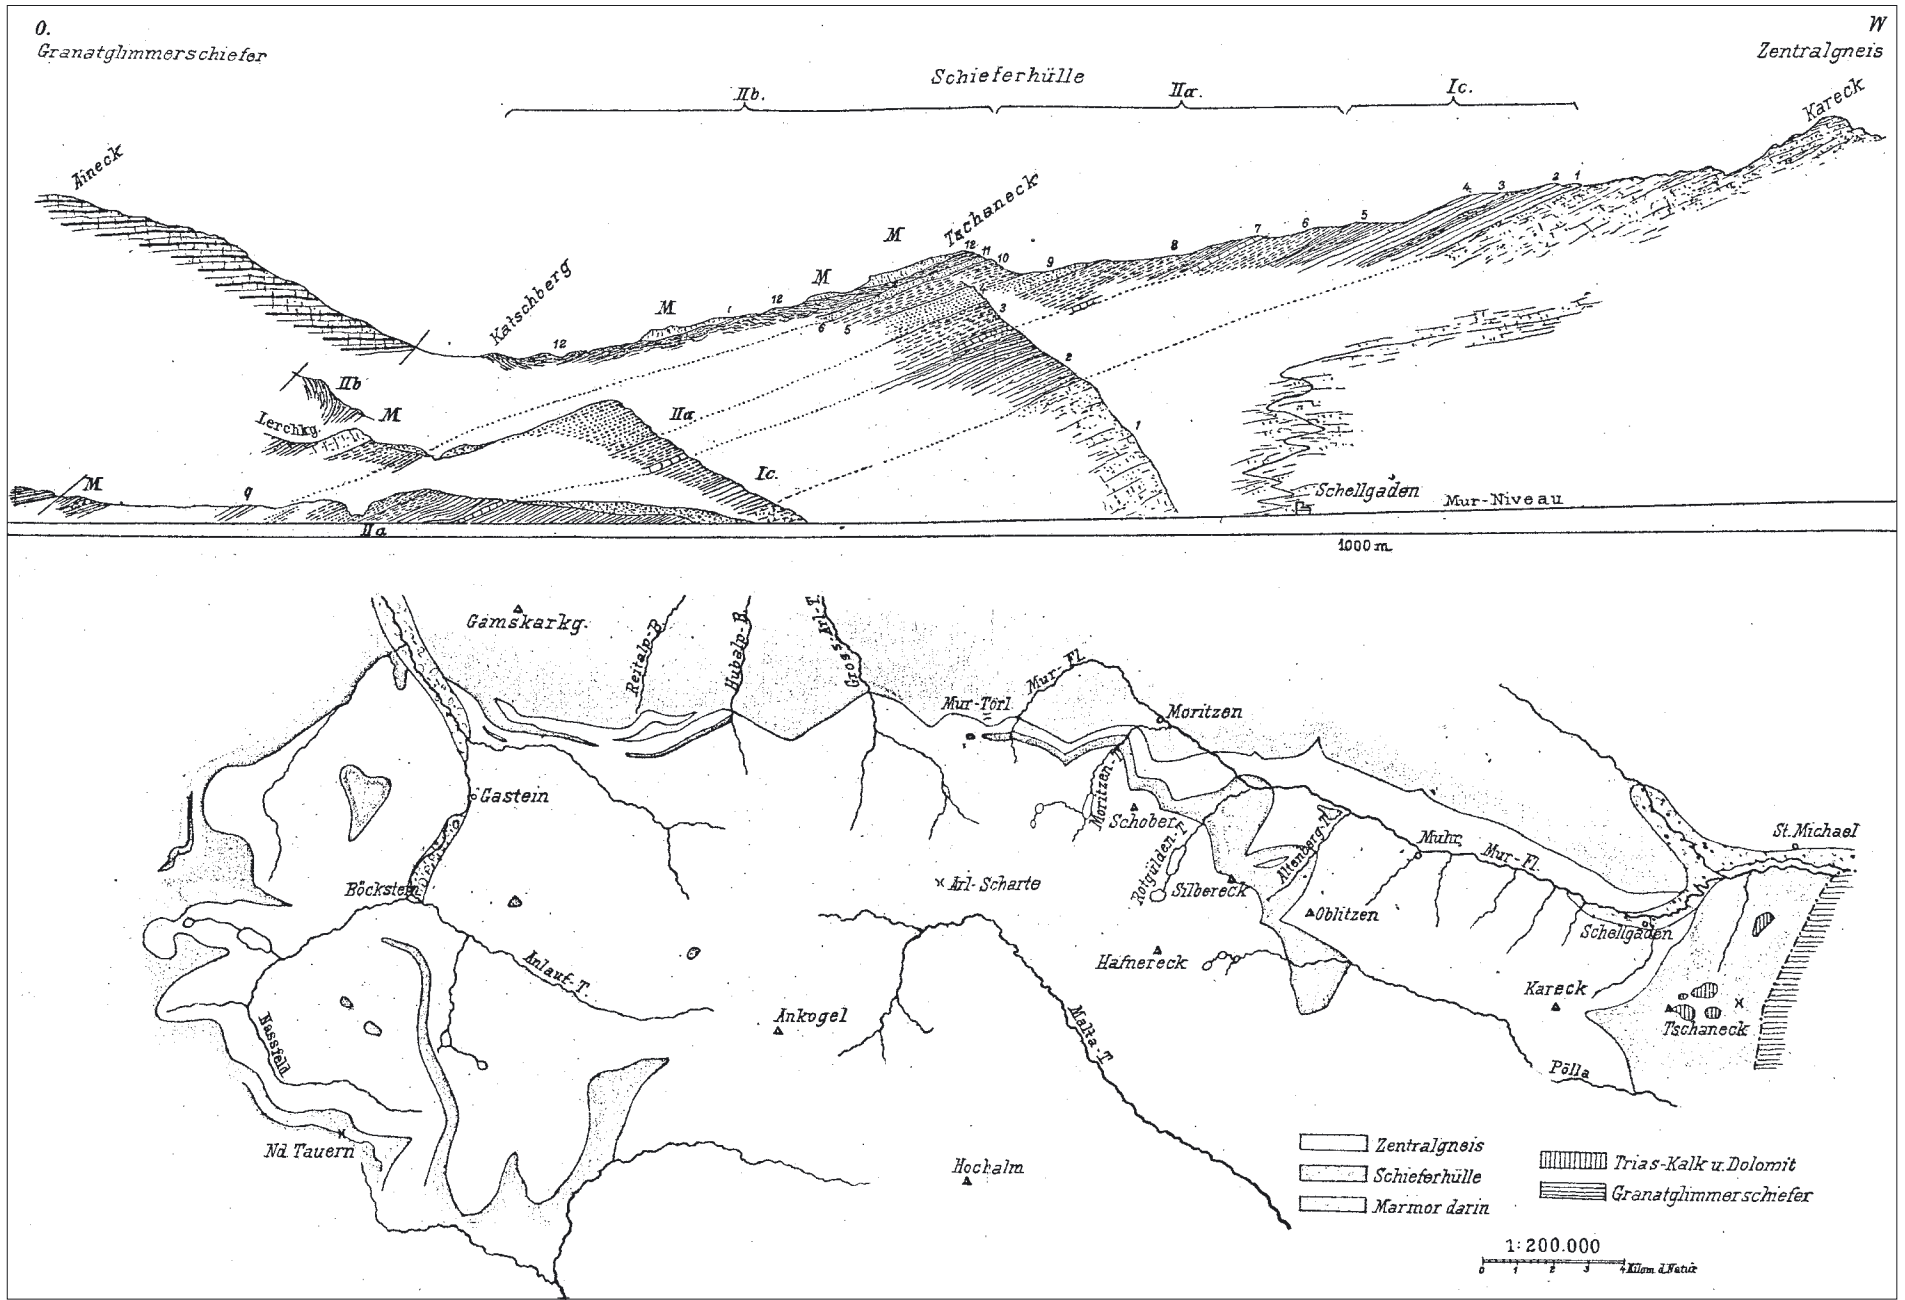 O.
Granatglimmerschiefer
W
Zentralgneis
Schieferhülle
IIb.
IIa.
Ic.
Kareck
Aineck
Tschaneck
Katschberg
M
M
M
4
3
2
1
5
6
7
8
9
10
11
12
12
12
6
5
3
2
1
IIb
M
Lerchkg.
IIa
Ic.
M
q
IIa
Schellgaden
Mur-Niveau
1000 m
Gamskarkg.
Reitalp-B.
Hubalp-B.
Gross-Arl-T.
Mur-Törl
Mur-Fl.
Moritzen
Moritzen-T.
Gastein
Schober
Rotgülden-T.
Altenberg-T.
Muhr
Mur-Fl.
St. Michael
Böckstein
Arl-Scharte
Silbereck
Oblitzen
Schellgaden
Anlauf-T.
Hafnereck
Kareck
Tschaneck
Nassfeld
Ankogel
Malta-T.
Pölla
Nd. Tauern
Hochalm
Zentralgneis
Schieferhülle
Marmor darin
Trias-Kalk u. Dolomit
Granatglimmerschiefer
1:200.000
0 1 2 3 4 Kilom. d. Natur